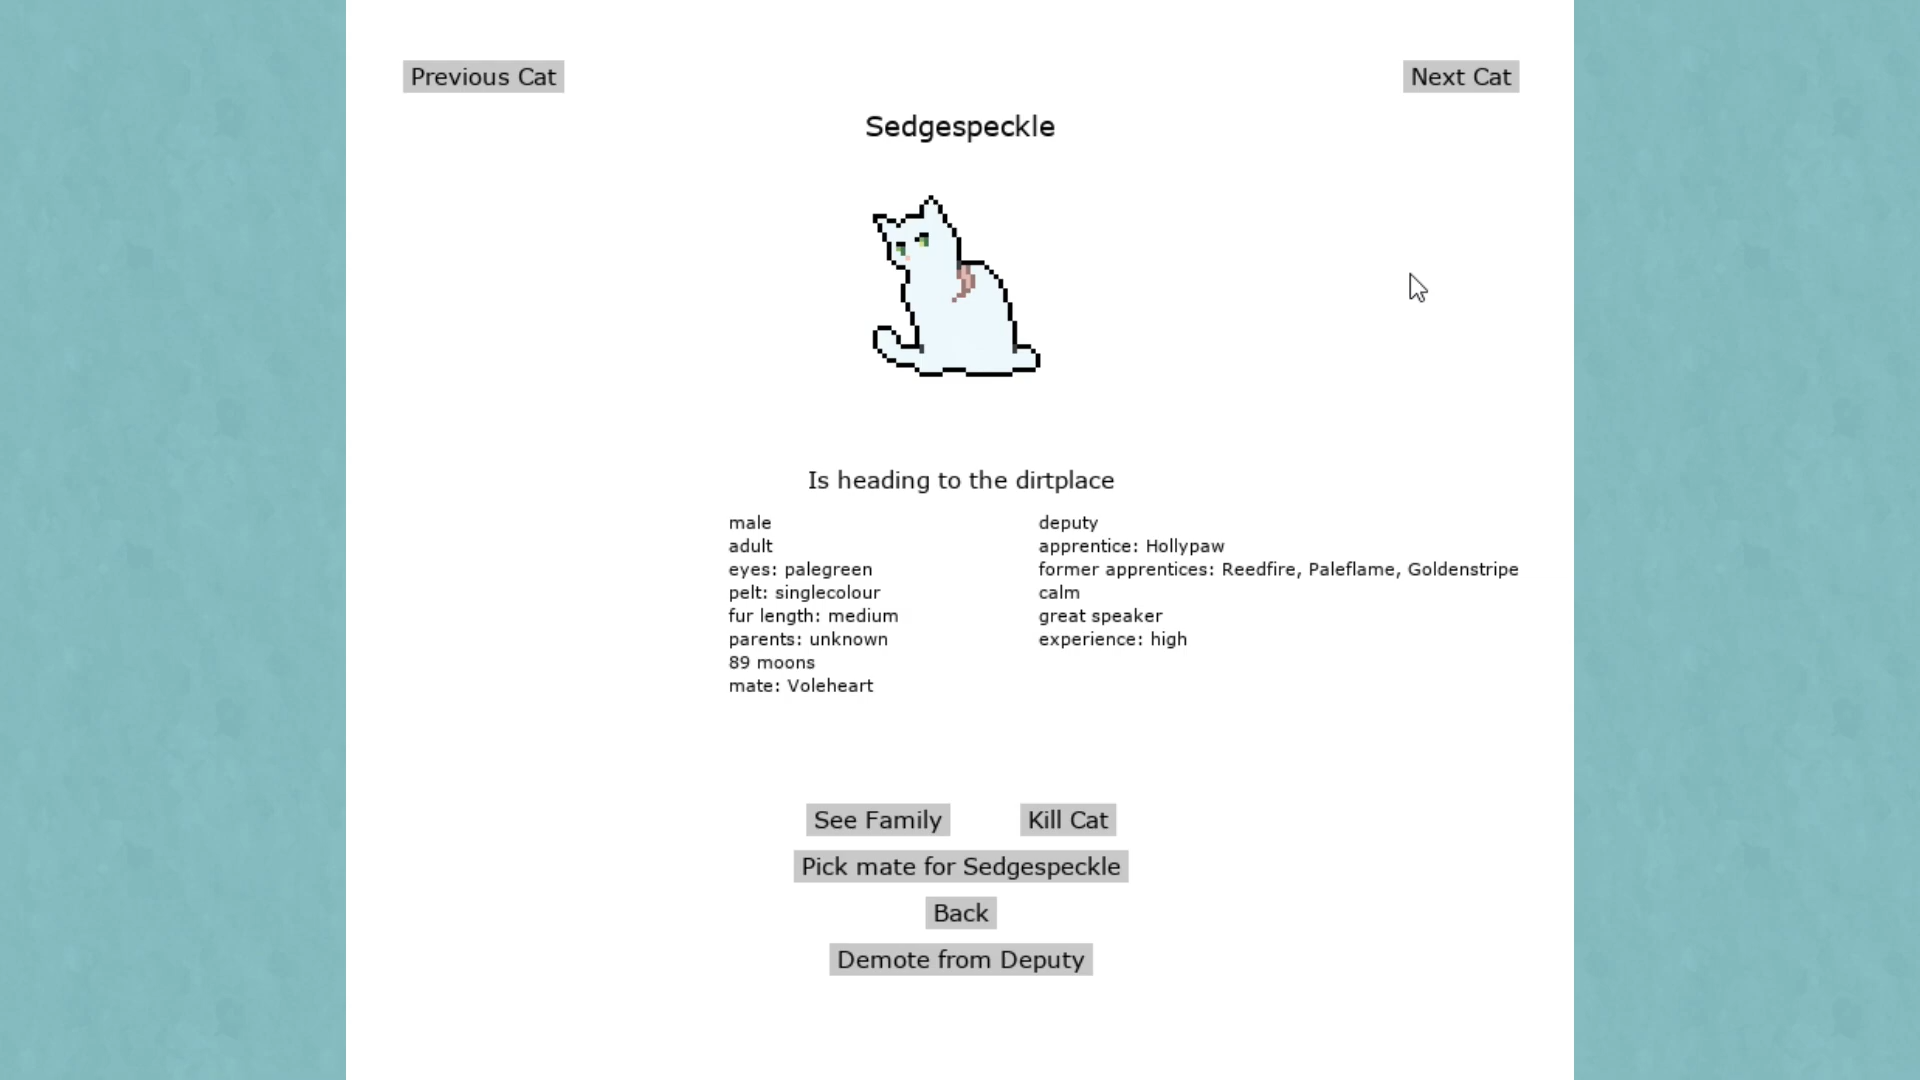 Previous Cat
Next Cat
Sedgespeckle
Is heading to the dirtplace
male
adult
eyes: palegreen
pelt: singlecolour
fur length: medium
parents: unknown
89 moons
mate: Voleheart
deputy
apprentice: Hollypaw
former apprentices: Reedfire, Paleflame, Goldenstripe
calm
great speaker
experience: high
See Family
Kill Cat
Pick mate for Sedgespeckle
Back
Demote from Deputy